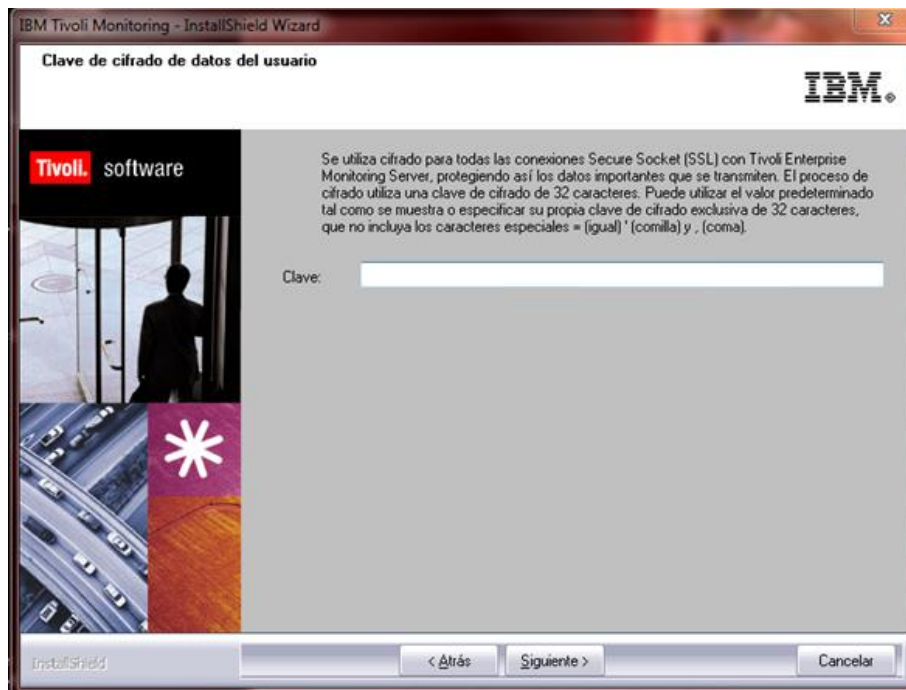 IBM Tivoli Monitoring - InstallShield Wizard
Clave de cifrado de datos del usuario
IBM®
Tivoli. software
Se utiliza cifrado para todas las conexiones Secure Socket (SSL) con Tivoli Enterprise
Monitoring Server, protegiendo así los datos importantes que se transmiten. El proceso de
cifrado utiliza una clave de cifrado de 32 caracteres. Puede utilizar el valor predeterminado
tal como se muestra o especificar su propia clave de cifrado exclusiva de 32 caracteres,
que no incluya los caracteres especiales = (igual) ' (comilla) y , (coma).
Clave:
InstallShield
< Atrás
Siguiente >
Cancelar